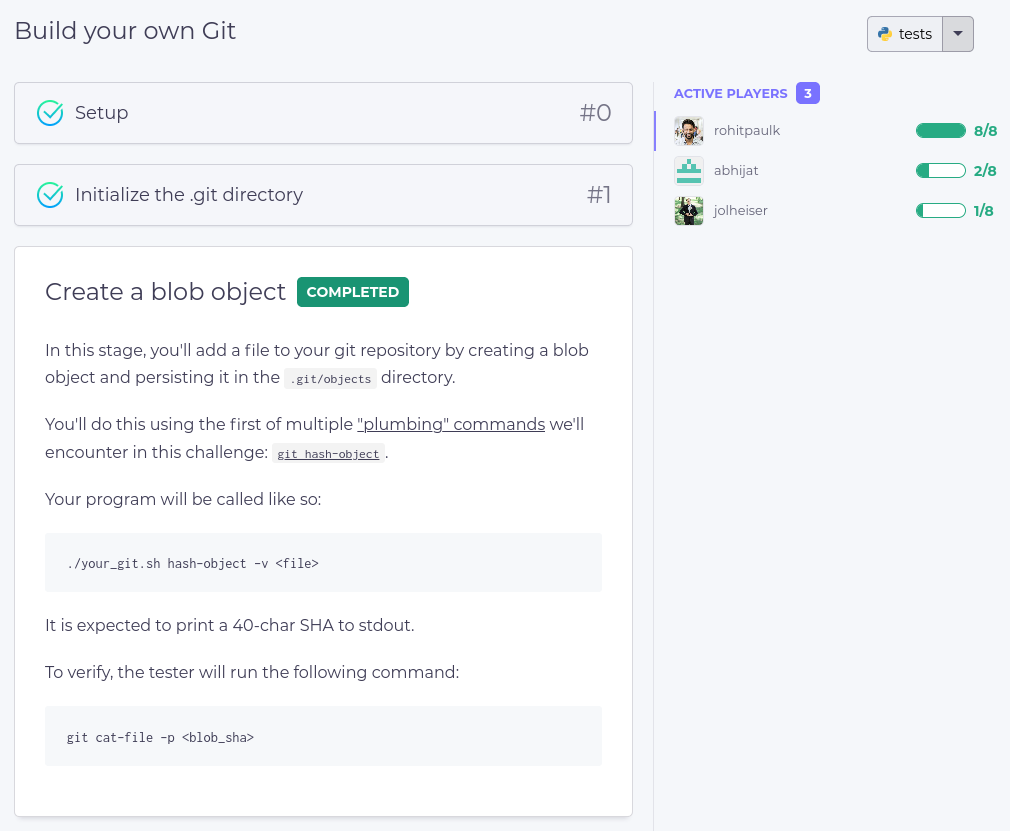 Build your own Git
tests
Setup
#0
Initialize the .git directory
#1
Create a blob object COMPLETED
In this stage, you'll add a file to your git repository by creating a blob
object and persisting it in the .git/objects directory.
You'll do this using the first of multiple "plumbing" commands we'll
encounter in this challenge: git hash-object .
Your program will be called like so:
./your_git.sh hash-object -v <file>
It is expected to print a 40-char SHA to stdout.
To verify, the tester will run the following command:
git cat-file -p <blob_sha>
ACTIVE PLAYERS 3
rohitpaulk 8/8
abhijat 2/8
jolheiser 1/8